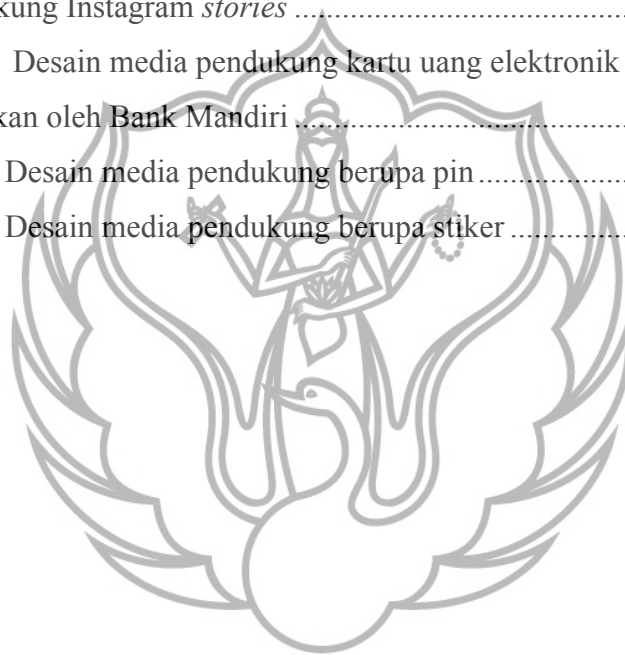 kung Instagram stories ........................................
Desain media pendukung kartu uang elektronik
kan oleh Bank Mandiri ........................................
Desain media pendukung berupa pin ..................
Desain media pendukung berupa stiker ..............